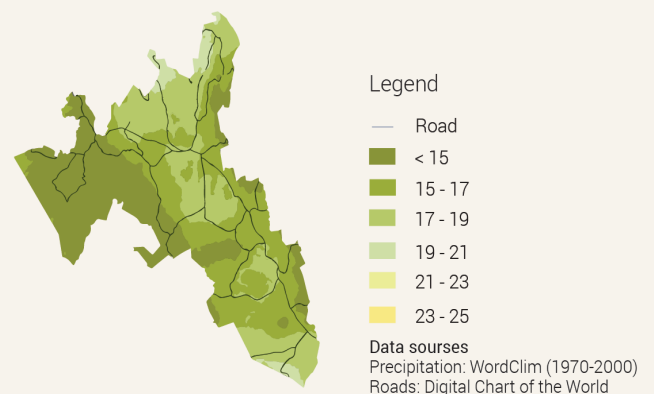 Legend
Road
< 15
15 - 17
17 - 19
19 - 21
21 - 23
23 - 25
Data sourses
Precipitation: WordClim (1970-2000)
Roads: Digital Chart of the World